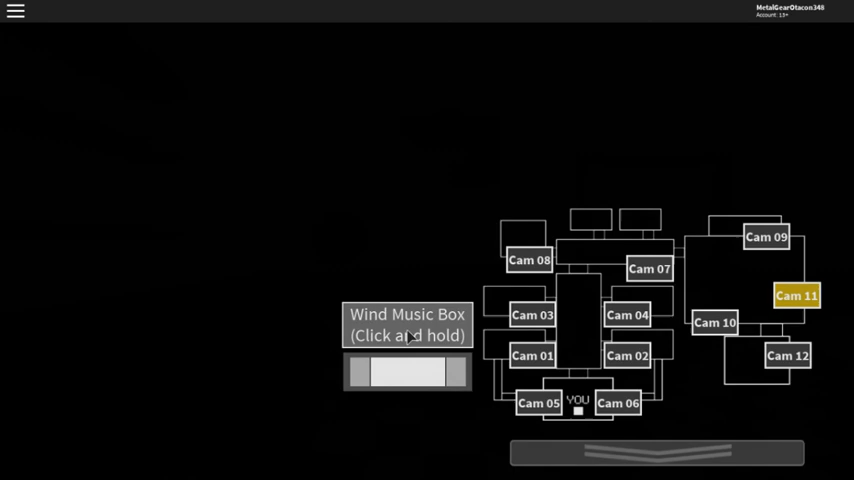 MetalGearOtacon348
Account: 13+
Cam 09
Cam 08
Cam 07
Cam 11
Wind Music Box
(Click and hold)
Cam 03
Cam 04
Cam 10
Cam 01
Cam 02
Cam 12
Cam 05
YOU
Cam 06